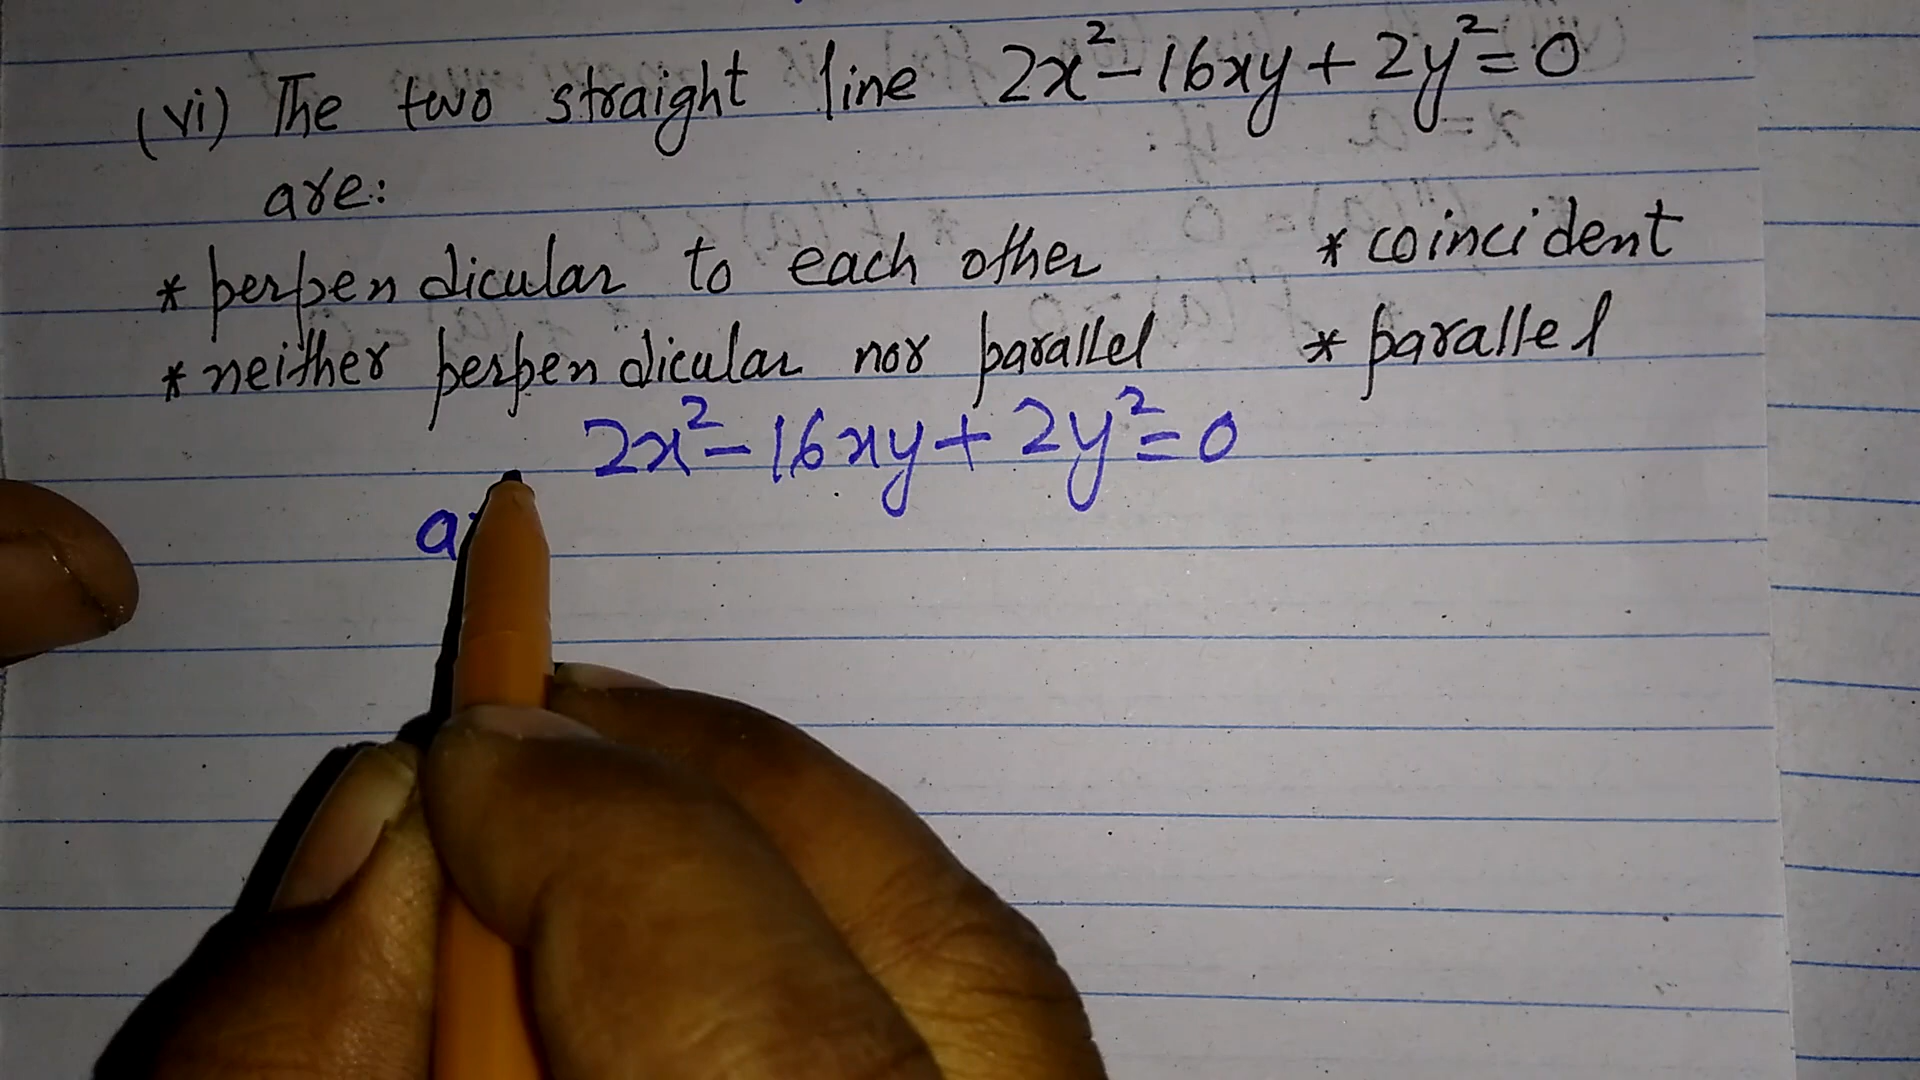 (vi) The two straight line 2x²-16xy+2y²=0
are:
* perpendicular to each other * coincident
* neither perpendicular nor parallel * parallel
2x²-16xy+2y²=0
a